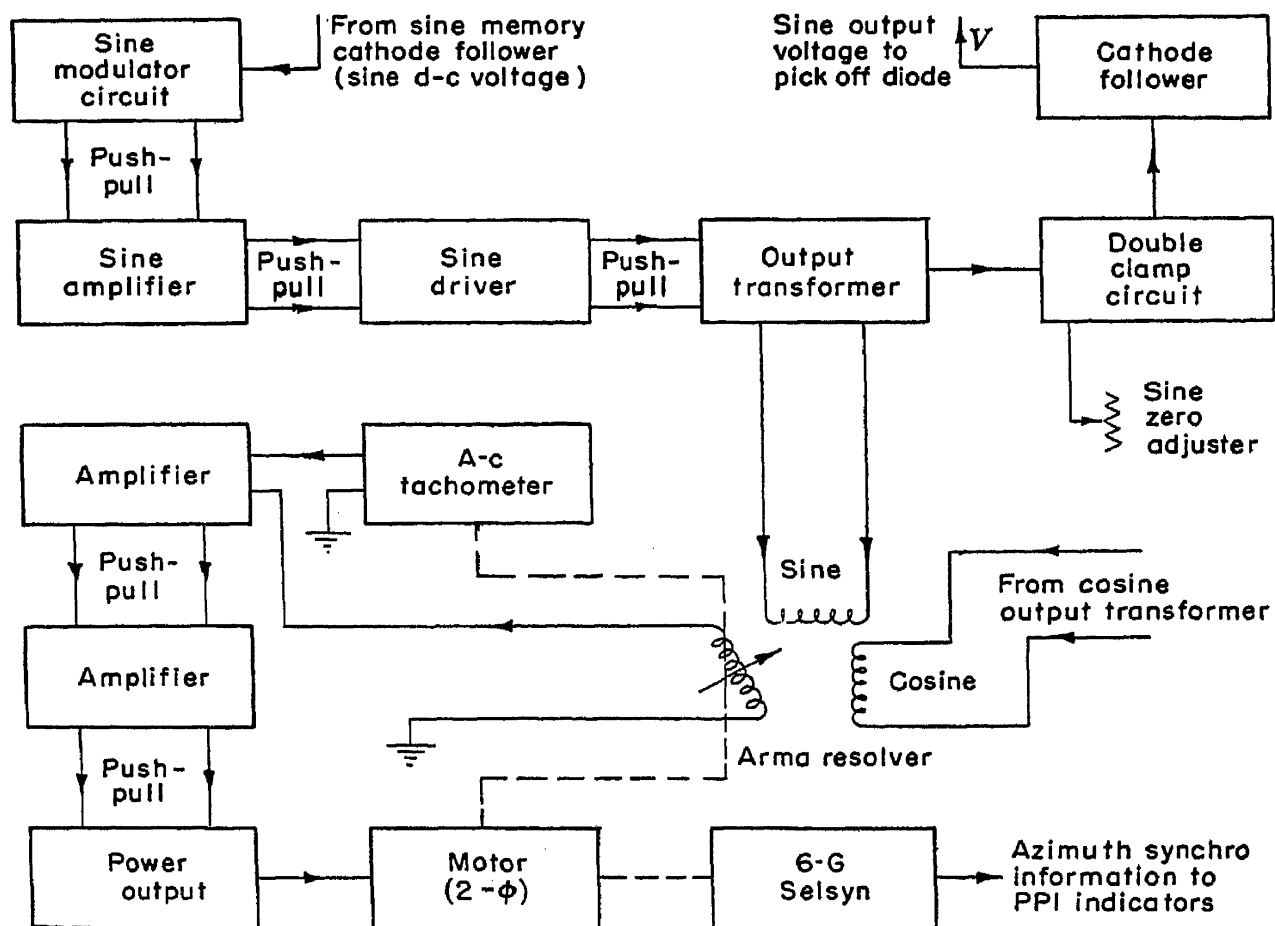 Sine
modulator
circuit
From sine memory
cathode follower
(sine d-c voltage)
Sine output
voltage to
pick off diode
V
Cathode
follower
Push-
pull
Sine
amplifier
Push-
pull
Sine
driver
Push-
pull
Output
transformer
Double
clamp
circuit
Sine
zero
adjuster
Amplifier
A-c
tachometer
Push-
pull
Sine
From cosine
output transformer
Amplifier
Cosine
Arma resolver
Push-
pull
Power
output
Motor
(2-ϕ)
6-G
Selsyn
Azimuth synchro
information to
PPI indicators